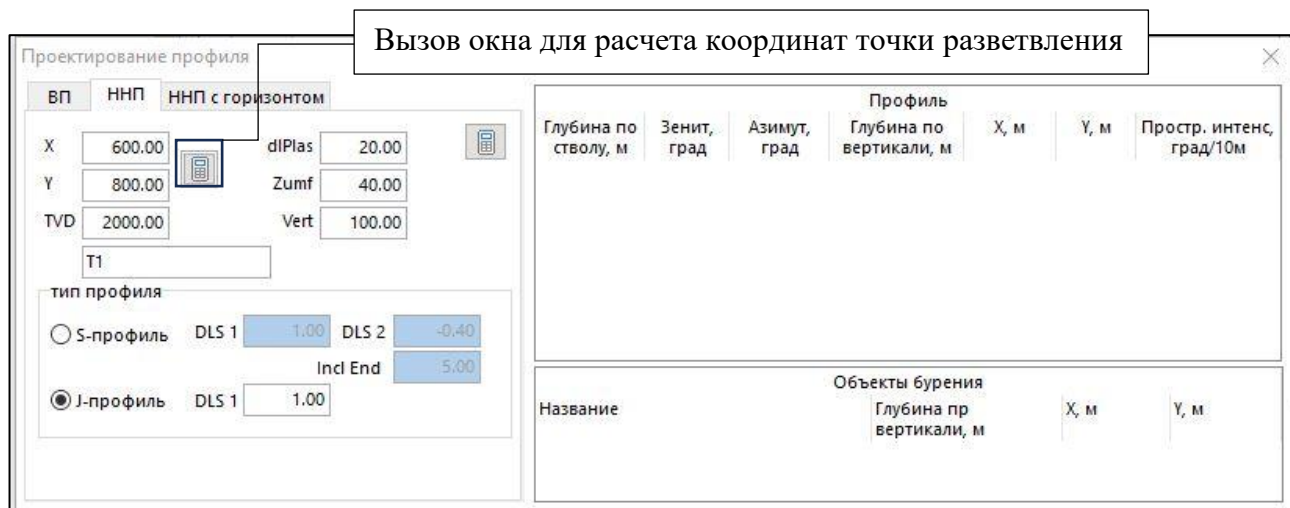 Вызов окна для расчета координат точки разветвления
Проектирование профиля
ВП ННП ННП с горизонтом
X 600.00 dlPlas 20.00
Y 800.00 Zumf 40.00
TVD 2000.00 Vert 100.00
T1
тип профиля
S-профиль DLS 1 1.00 DLS 2 -0.40
Incl End 5.00
J-профиль DLS 1 1.00
Профиль
Глубина по Зенит, Азимут, Глубина по X, м Y, м Простр. интенс,
стволу, м град град вертикали, м град/10м
Объекты бурения
Название Глубина пр X, м Y, м
вертикали, м